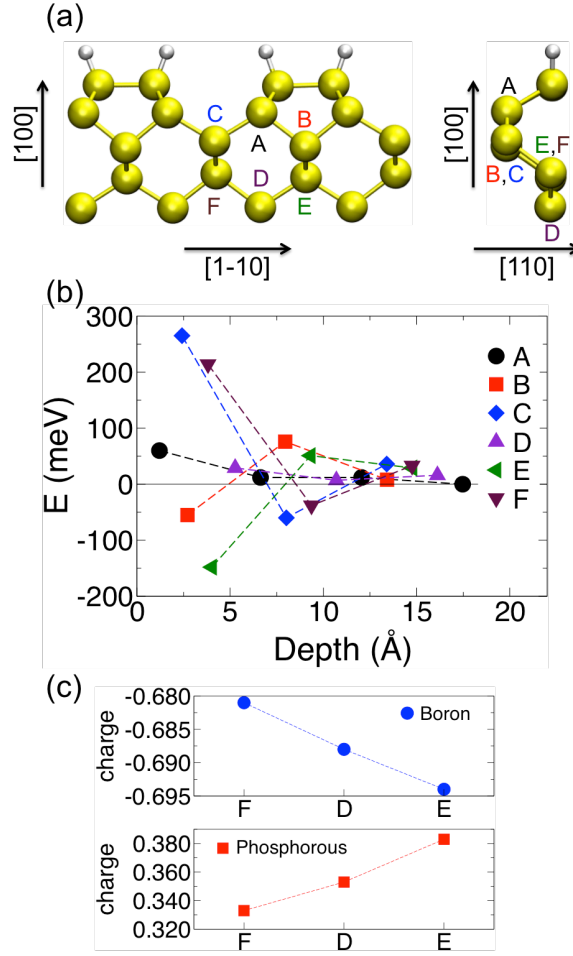 (a)
[100]
C
B
A
D
F
E
[1-10]
[100]
A
E,F
B,C
D
[110]
(b)
E (meV)
300
200
100
0
-100
-200
0
5
10
15
20
Depth (Å)
A
B
C
D
E
F
(c)
charge
-0.680
-0.685
-0.690
-0.695
Boron
F
D
E
charge
0.380
0.360
0.340
0.320
Phosphorous
F
D
E